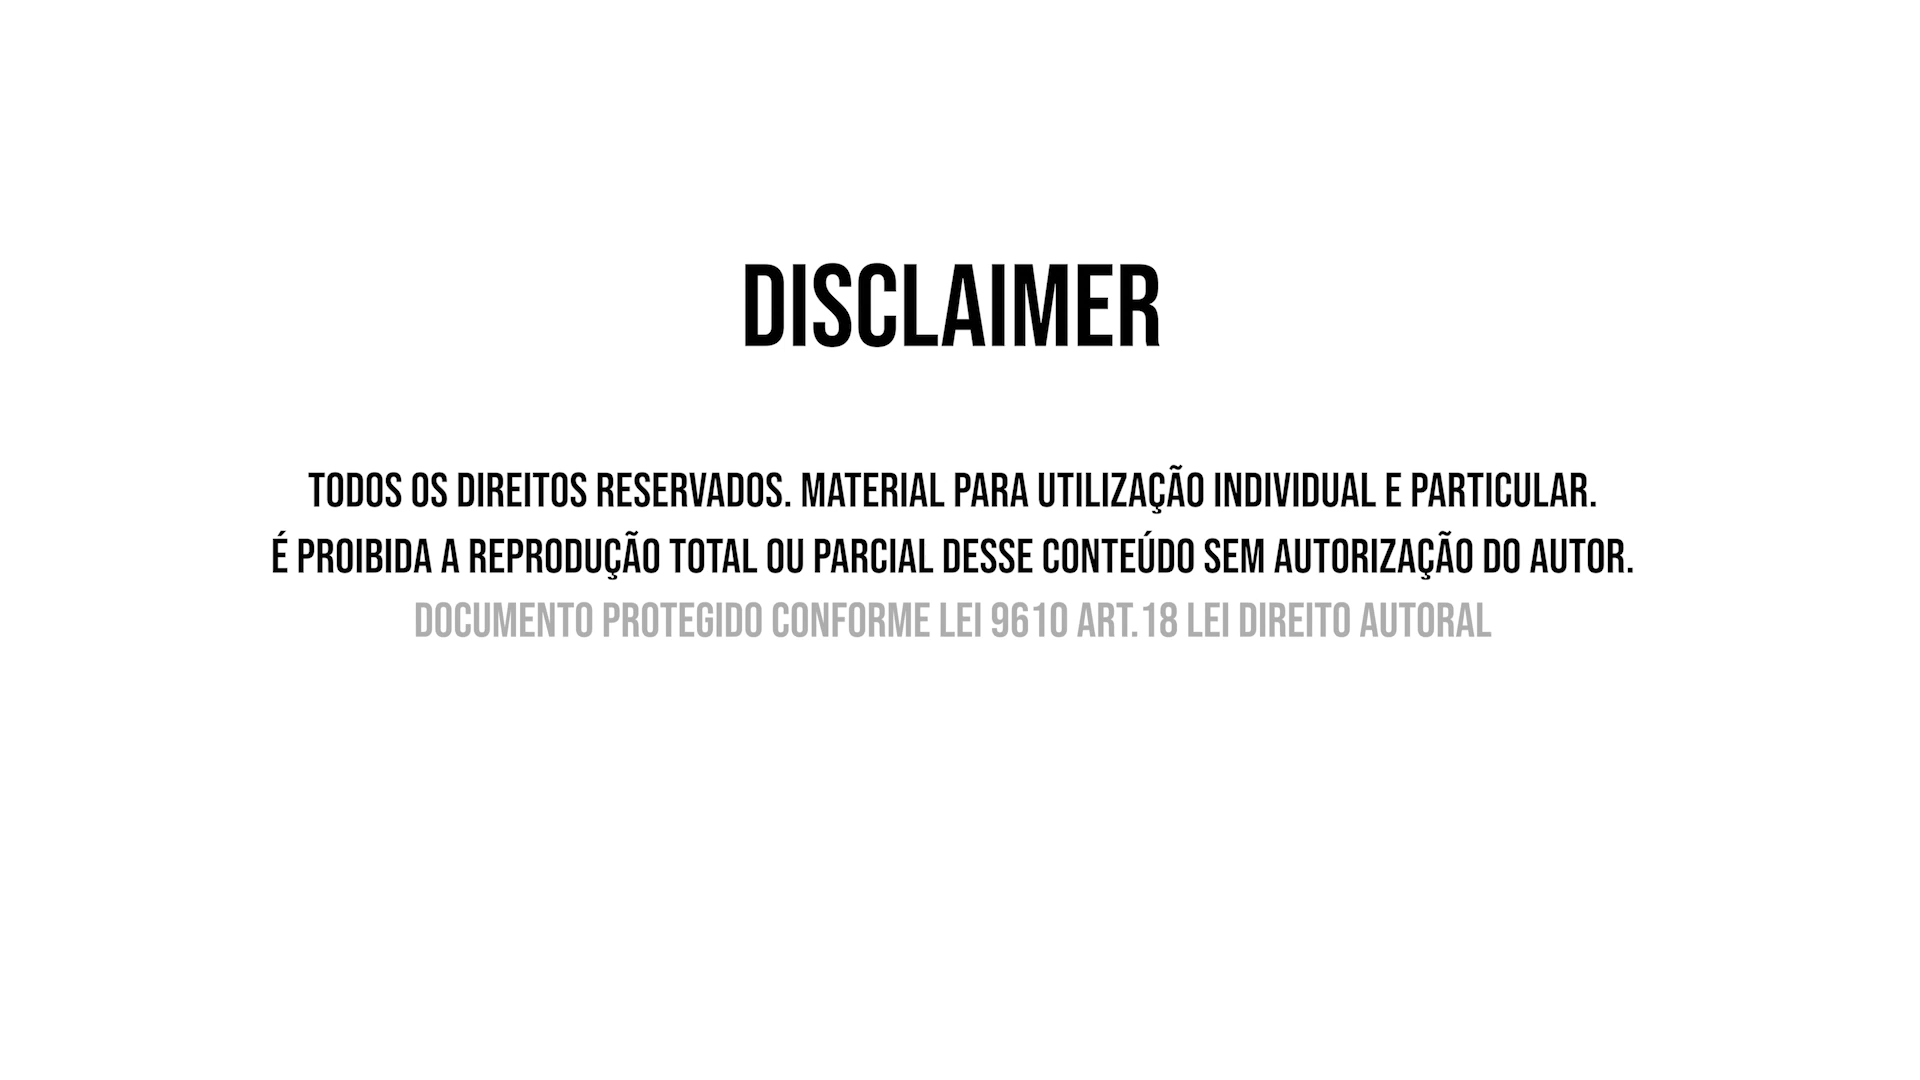 DISCLAIMER
TODOS OS DIREITOS RESERVADOS. MATERIAL PARA UTILIZAÇÃO INDIVIDUAL E PARTICULAR.
É PROIBIDA A REPRODUÇÃO TOTAL OU PARCIAL DESSE CONTEÚDO SEM AUTORIZAÇÃO DO AUTOR.
DOCUMENTO PROTEGIDO CONFORME LEI 9610 ART.18 LEI DIREITO AUTORAL